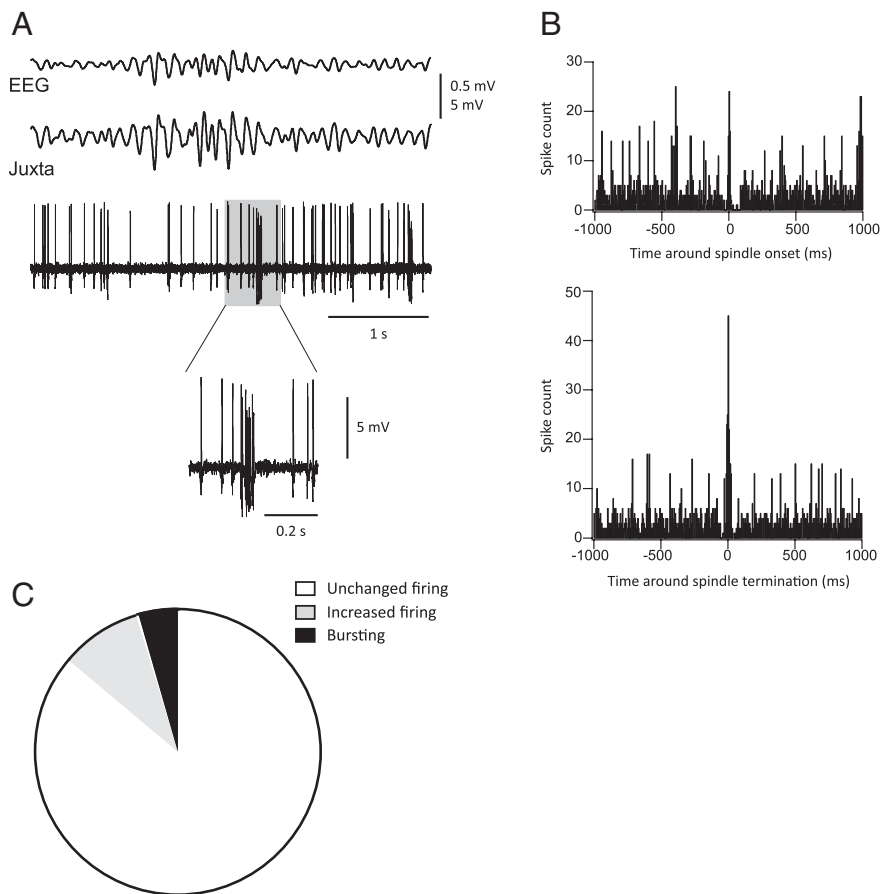 A
EEG
0.5 mV
5 mV
Juxta
1 s
5 mV
0.2 s
B
30
20
10
0
Spike count
-1000
-500
0
500
1000
Time around spindle onset (ms)
50
40
30
20
10
0
Spike count
-1000
-500
0
500
1000
Time around spindle termination (ms)
C
Unchanged firing
Increased firing
Bursting